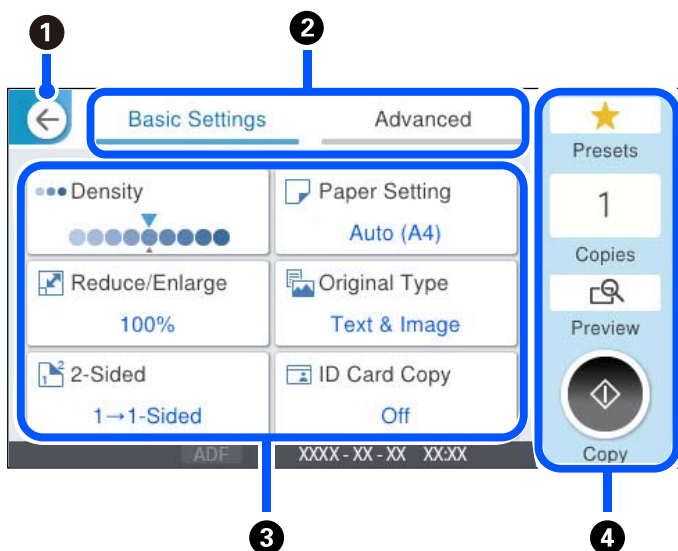 1
2
Basic Settings
Advanced
Presets
Density
Paper Setting
Auto (A4)
1
Copies
Reduce/Enlarge
100%
Original Type
Text & Image
Preview
1 2
2-Sided
1→1-Sided
ID Card Copy
Off
Copy
ADF
XXXX-XX-XX XX:XX
3
4